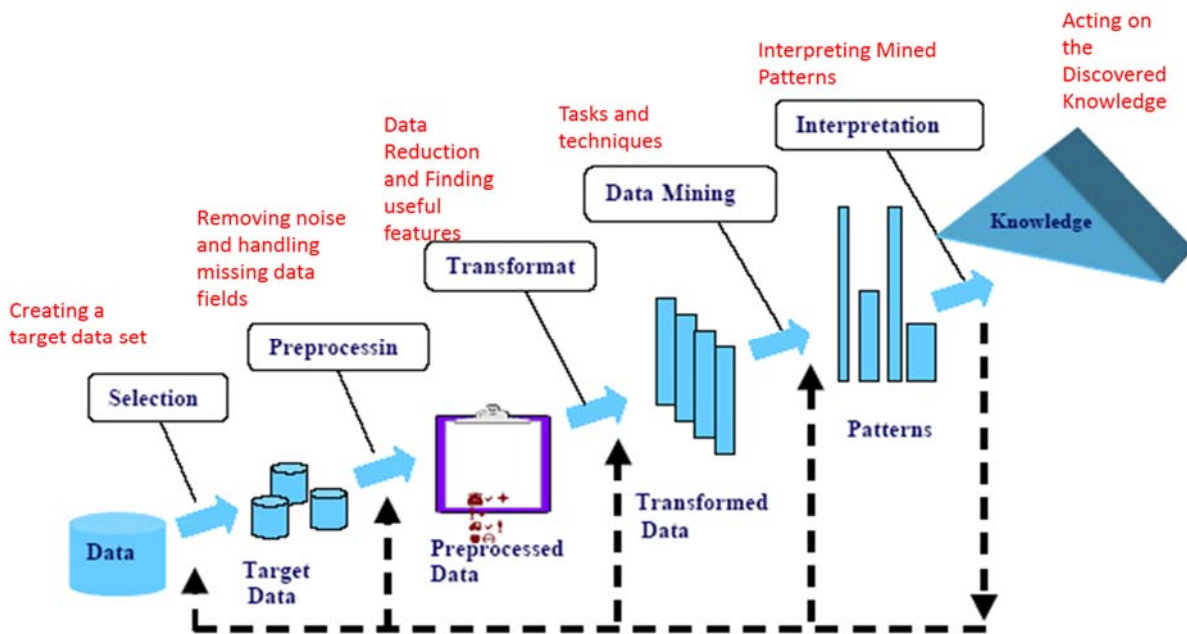 Acting on
the
Discovered
Knowledge
Interpreting Mined
Patterns
Interpretation
Tasks and
techniques
Data Mining
Data
Reduction
and Finding
useful
features
Transformat
Removing noise
and handling
missing data
fields
Preprocessin
Creating a
target data set
Selection
Knowledge
Patterns
Transformed
Data
Preprocessed
Data
Target
Data
Data